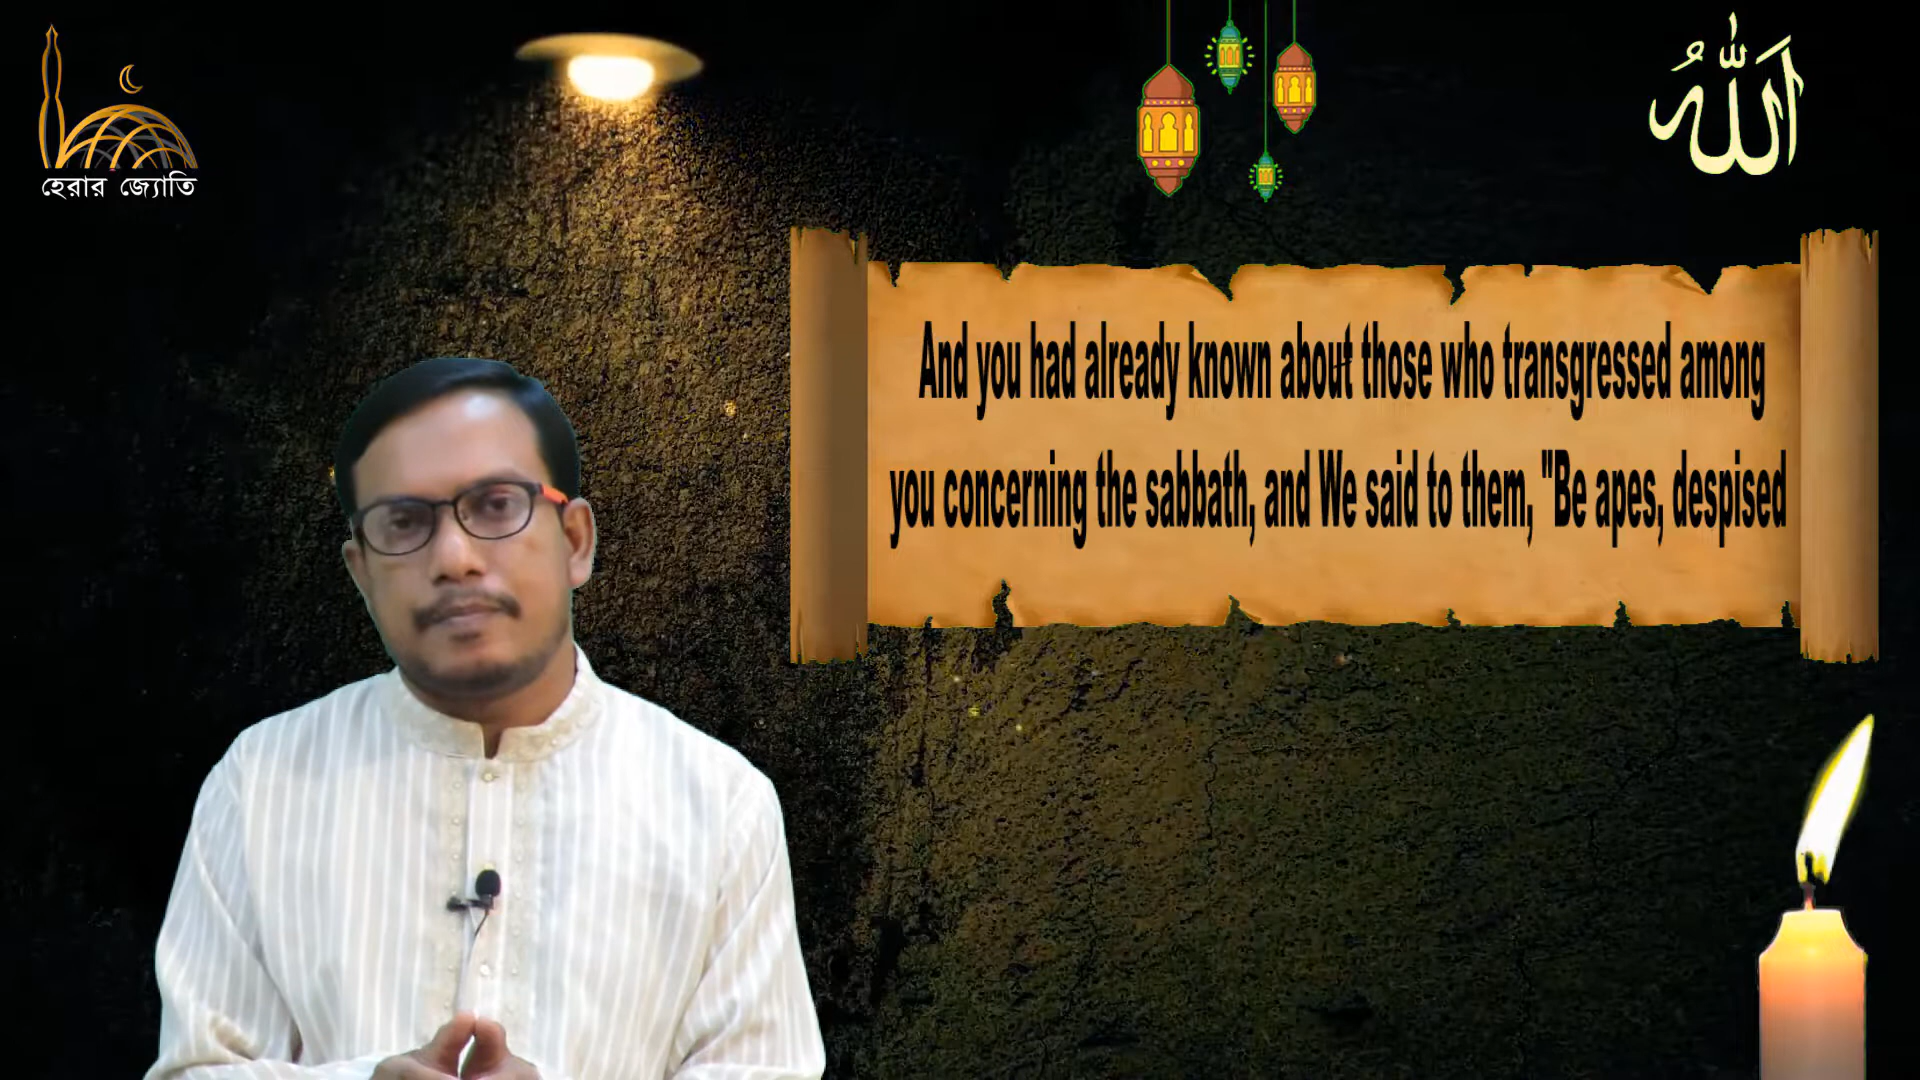 হেরার জ্যোতি
الله
And you had already known about those who transgressed among
you concerning the sabbath, and We said to them, "Be apes, despised